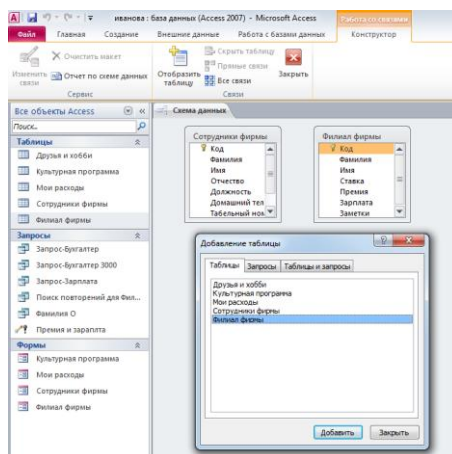 иванова : база данных (Access 2007) - Microsoft Access
Работа со связями
Файл Главная Создание Внешние данные Работа с базами данных Конструктор
Изменить связи
Очистить макет
Отчет по схеме данных
Сервис
Отобразить таблицу
Скрыть таблицу
Прямые связи
Все связи
Связи
Закрыть
Все объекты Access
Поиск..
Таблицы
Друзья и хобби
Культурная программа
Мои расходы
Сотрудники фирмы
Филиал фирмы
Запросы
Запрос-Бухгалтер
Запрос-Бухгалтер 3000
Запрос-Зарплата
Поиск повторений для Фил...
Фамилия О
Премия и зарапта
Формы
Культурная программа
Мои расходы
Сотрудники фирмы
Филиал фирмы
Схема данных
Сотрудники фирмы
Код
Фамилия
Имя
Отчество
Должность
Домашний тел
Табельный ном
Филиал фирмы
Код
Фамилия
Имя
Ставка
Премия
Зарплата
Заметки
Добавление таблицы
Таблицы Запросы Таблицы и запросы
Друзья и хобби
Культурная программа
Мои расходы
Сотрудники фирмы
Филиал фирмы
Добавить Закрыть